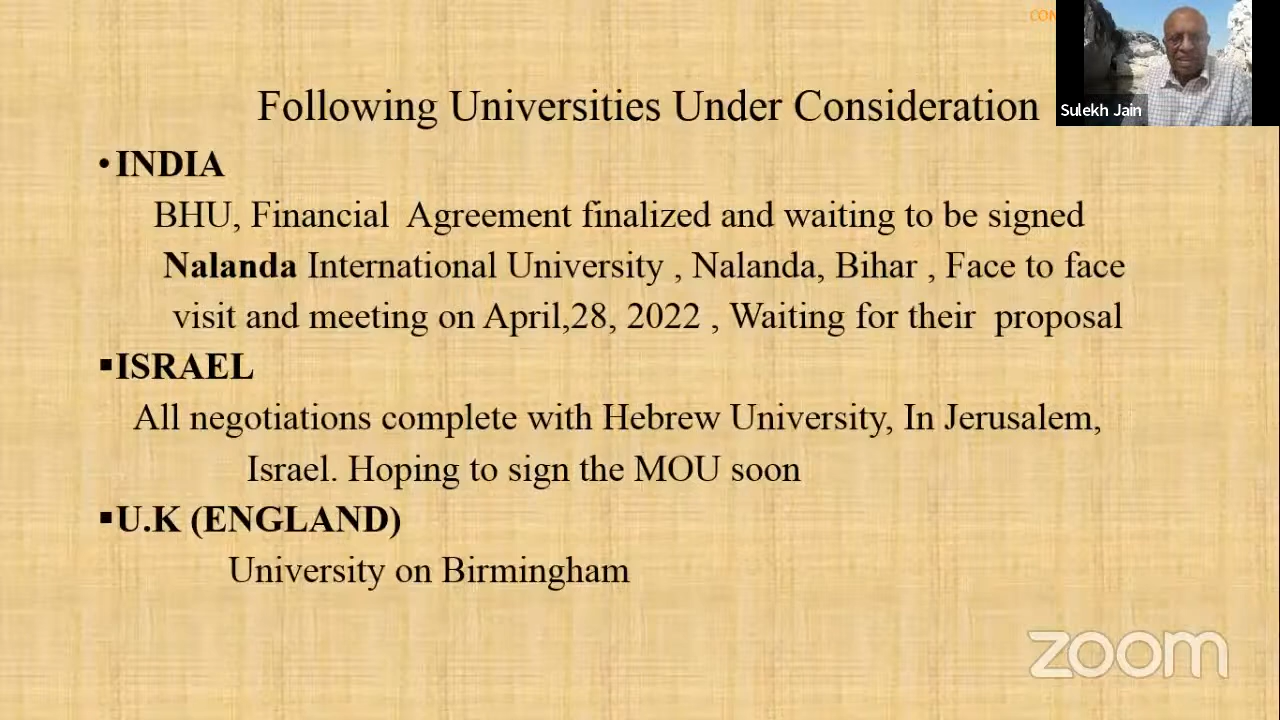 CON
Sulekh Jain
Following Universities Under Consideration
• INDIA
BHU, Financial Agreement finalized and waiting to be signed
Nalanda International University , Nalanda, Bihar , Face to face
visit and meeting on April,28, 2022 , Waiting for their proposal
▪ISRAEL
All negotiations complete with Hebrew University, In Jerusalem,
Israel. Hoping to sign the MOU soon
▪U.K (ENGLAND)
University on Birmingham
zoom